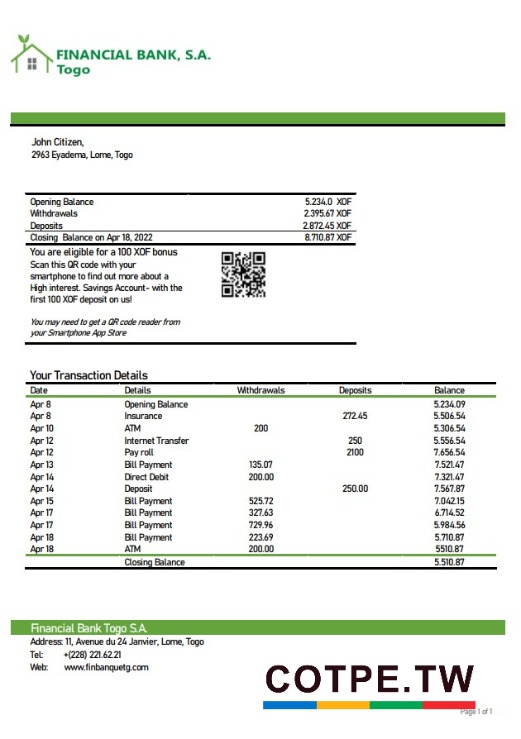 FINANCIAL BANK, S.A.
Togo
John Citizen,
2963 Eyadema, Lome, Togo
Opening Balance 5.234.0 XOF
Withdrawals 2.395.67 XOF
Deposits 2.872.45 XOF
Closing Balance on Apr 18, 2022 8.710.87 XOF
You are eligible for a 100 XOF bonus
Scan this QR code with your
smartphone to find out more about a
High interest. Savings Account- with the
first 100 XOF deposit on us!
You may need to get a QR code reader from
your Smartphone App Store
Your Transaction Details
Date Details Withdrawals Deposits Balance
Apr 8 Opening Balance 5.234.09
Apr 8 Insurance 272.45 5.506.54
Apr 10 ATM 200 5.306.54
Apr 12 Internet Transfer 250 5.556.54
Apr 12 Pay roll 2100 7.656.54
Apr 13 Bill Payment 135.07 7.521.47
Apr 14 Direct Debit 200.00 7.321.47
Apr 14 Deposit 250.00 7.567.87
Apr 15 Bill Payment 525.72 7.042.15
Apr 17 Bill Payment 327.63 6.714.52
Apr 17 Bill Payment 729.96 5.984.56
Apr 18 Bill Payment 223.69 5.710.87
Apr 18 ATM 200.00 5510.87
Closing Balance 5.510.87
Financial Bank Togo S.A.
Address: 11, Avenue du 24 Janvier, Lome, Togo
Tel: +(228) 221.62.21
Web: www.finbanquetg.com
COTPE.TW
Page 1 of 1